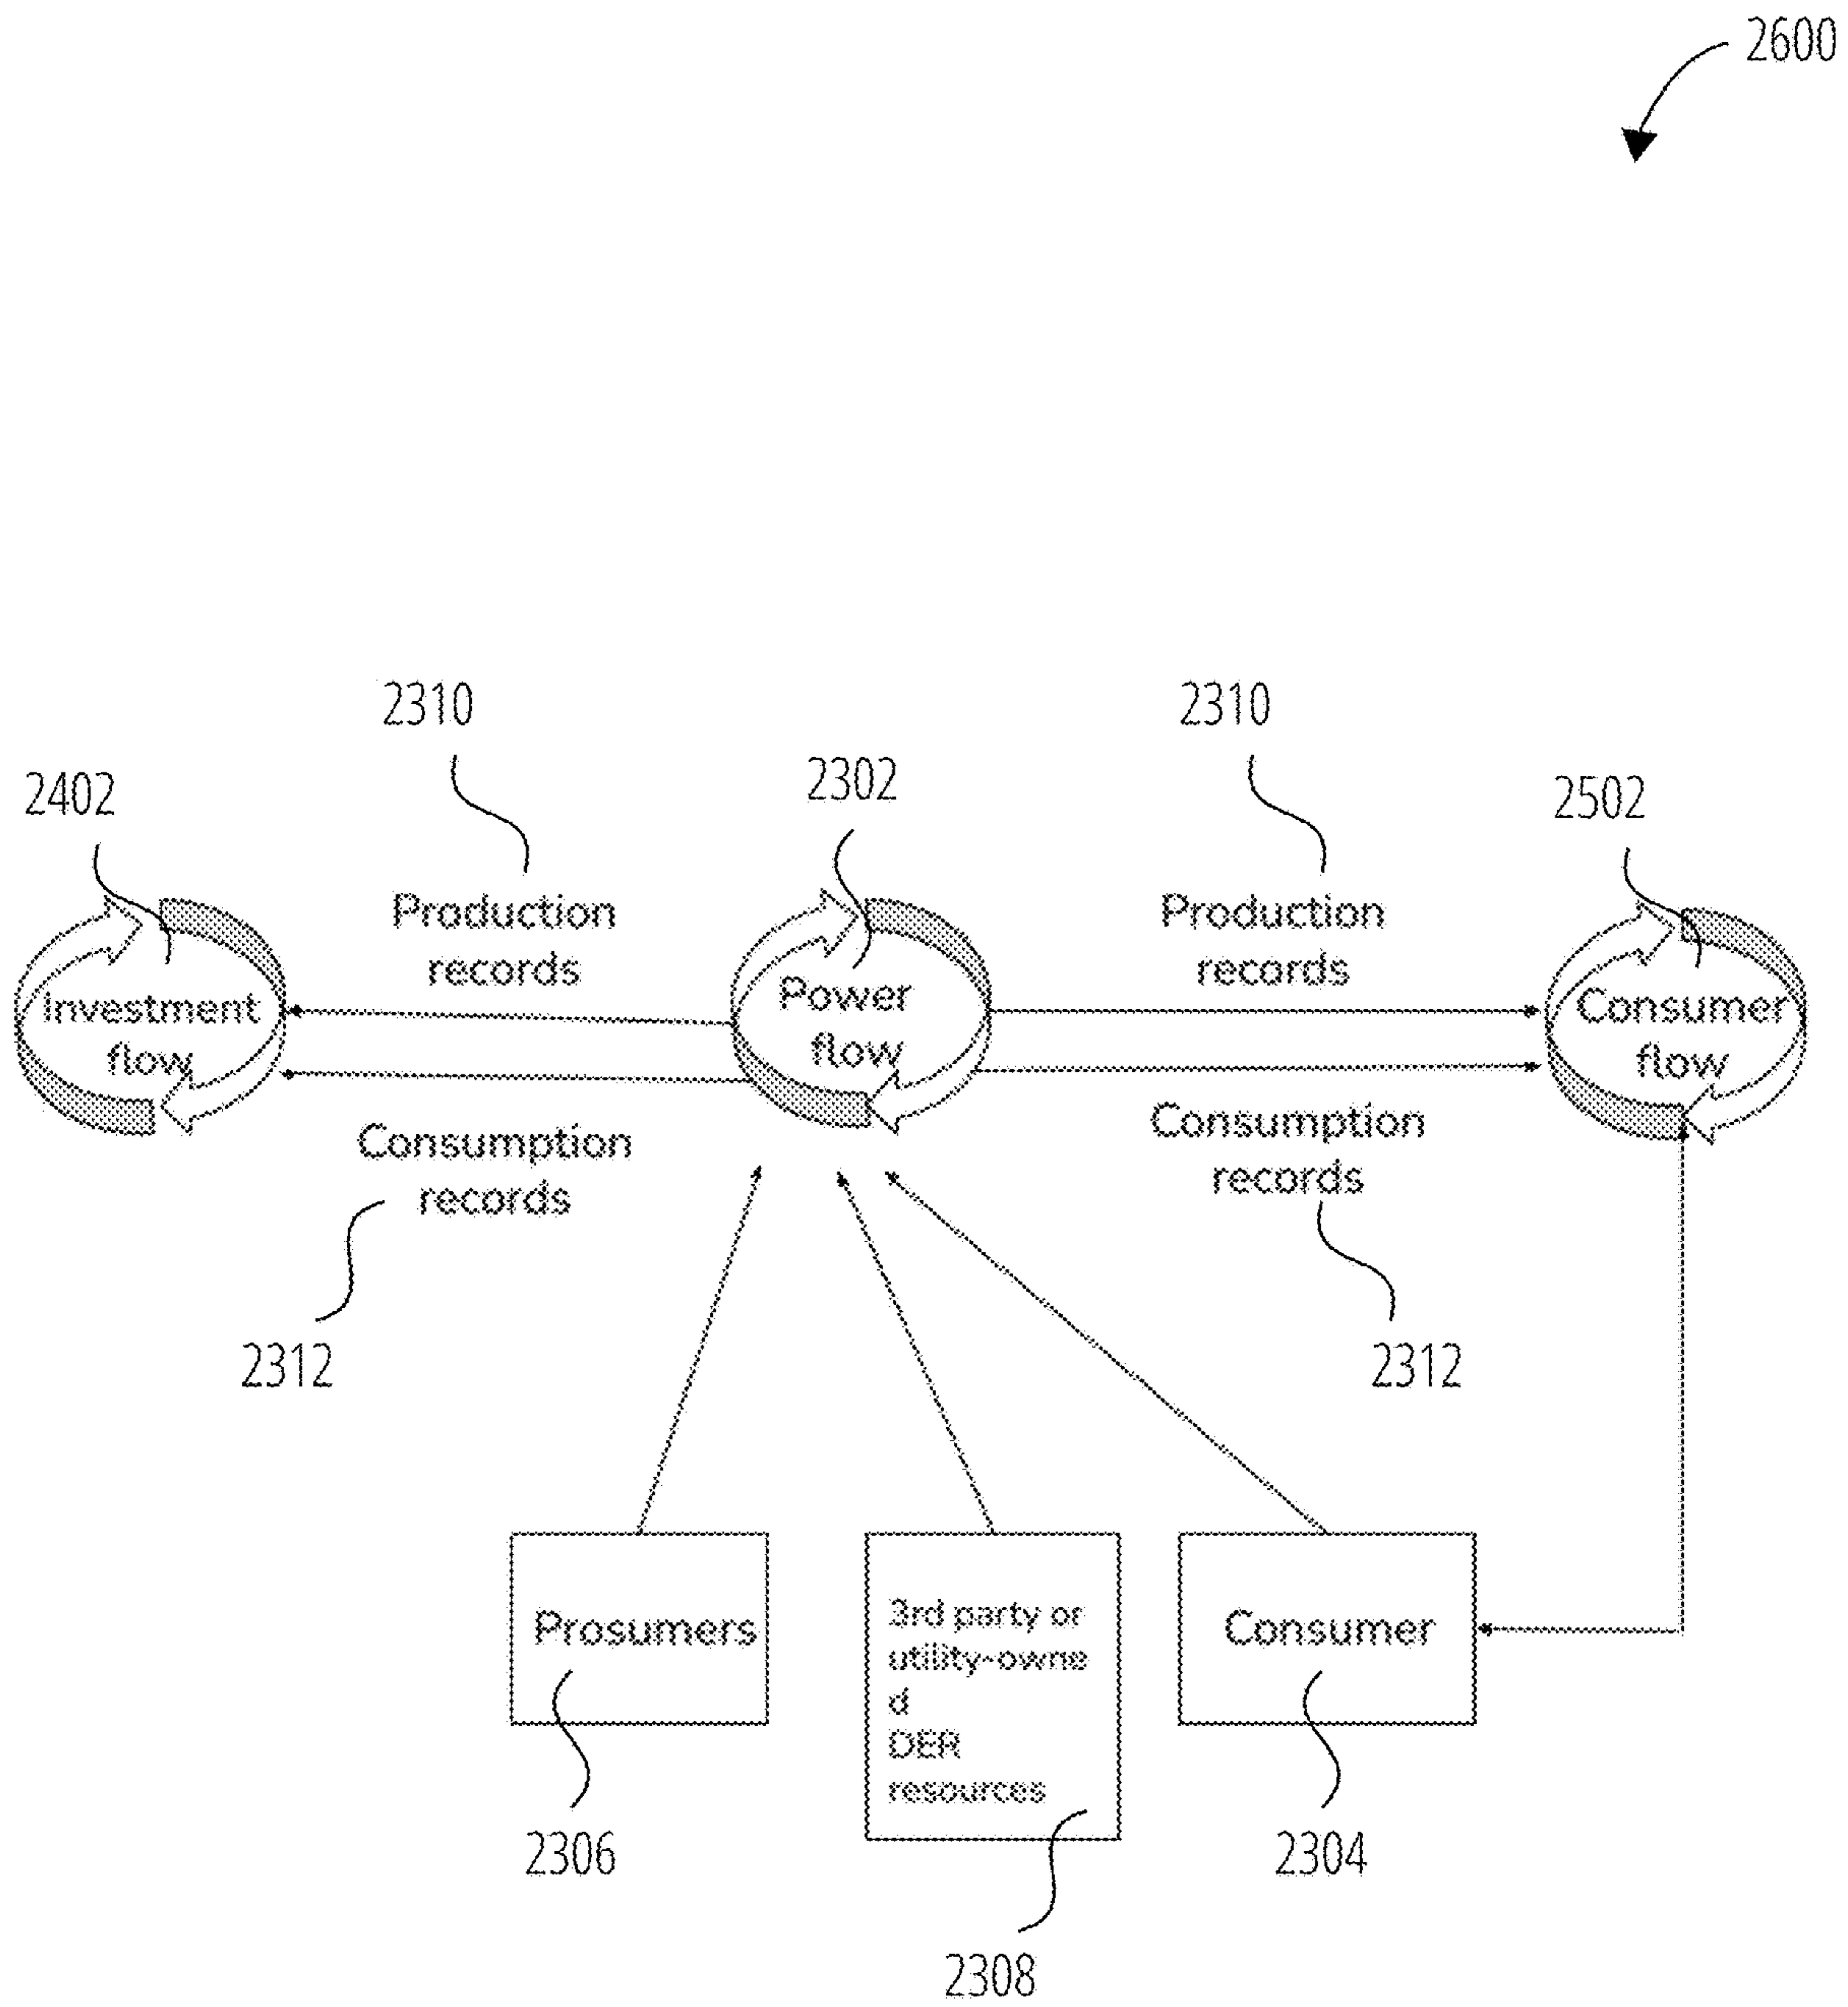 2600
2310
2310
2302
2402
2502
Production
records
Production
records
Investment
flow
Power
flow
Consumer
flow
Consumption
records
Consumption
records
2312
2312
Prosumers
3rd party or
utility-owne
d
DER
resources
Consumer
2306
2304
2308